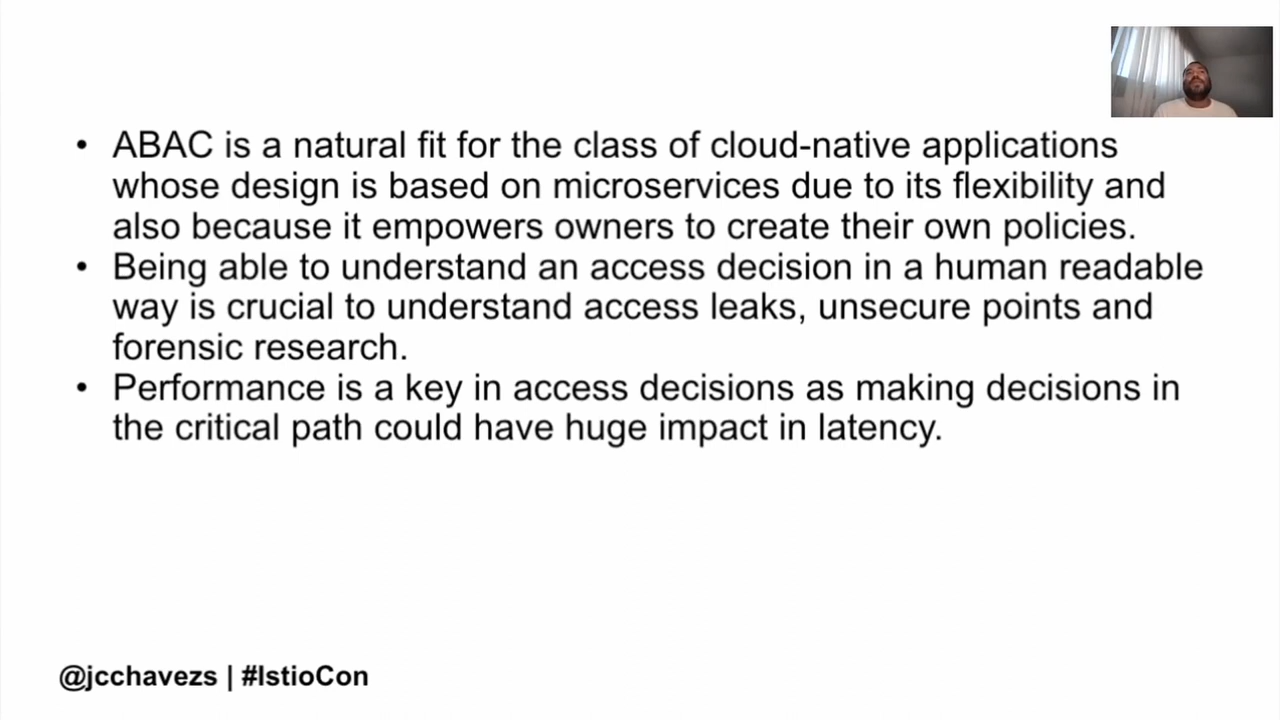 • ABAC is a natural fit for the class of cloud-native applications
whose design is based on microservices due to its flexibility and
also because it empowers owners to create their own policies.
• Being able to understand an access decision in a human readable
way is crucial to understand access leaks, unsecure points and
forensic research.
• Performance is a key in access decisions as making decisions in
the critical path could have huge impact in latency.
@jcchavezs | #IstioCon